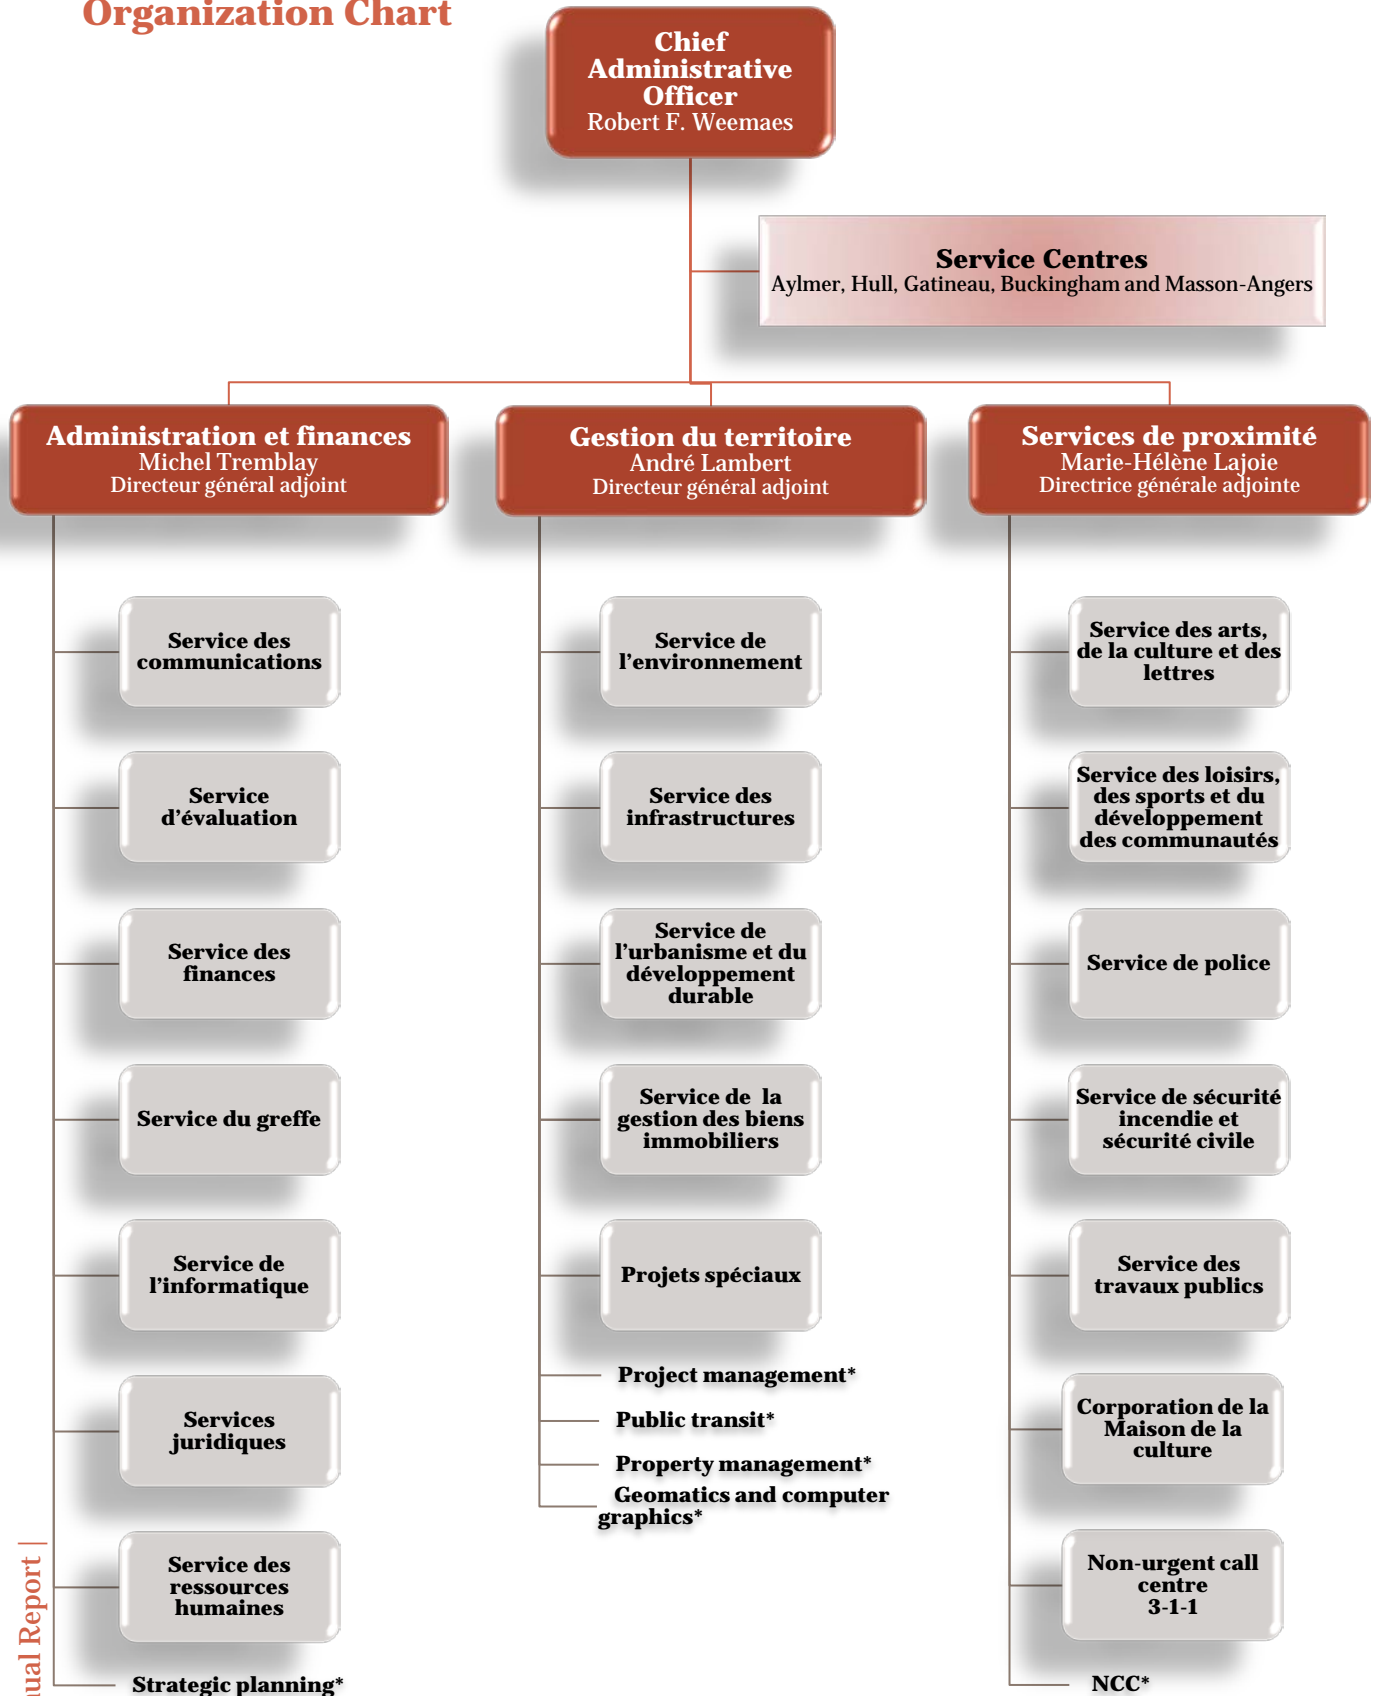 Organization Chart
Chief
Administrative
Officer
Robert F. Weemaes
Service Centres
Aylmer, Hull, Gatineau, Buckingham and Masson-Angers
Administration et finances
Michel Tremblay
Directeur général adjoint
Gestion du territoire
André Lambert
Directeur général adjoint
Services de proximité
Marie-Hélène Lajoie
Directrice générale adjointe
Service des
communications
Service
d'évaluation
Service des
finances
Service du greffe
Service de
l'informatique
Services
juridiques
Service des
ressources
humaines
Strategic planning*
Service de
l'environnement
Service des
infrastructures
Service de
l'urbanisme et du
développement
durable
Service de  la
gestion des biens
immobiliers
Projets spéciaux
Project management*
Public transit*
Property management*
Geomatics and computer
graphics*
Service des arts,
de la culture et des
lettres
Service des loisirs,
des sports et du
développement
des communautés
Service de police
Service de sécurité
incendie et
sécurité civile
Service des
travaux publics
Corporation de la
Maison de la
culture
Non-urgent call
centre
3-1-1
NCC*
Report |